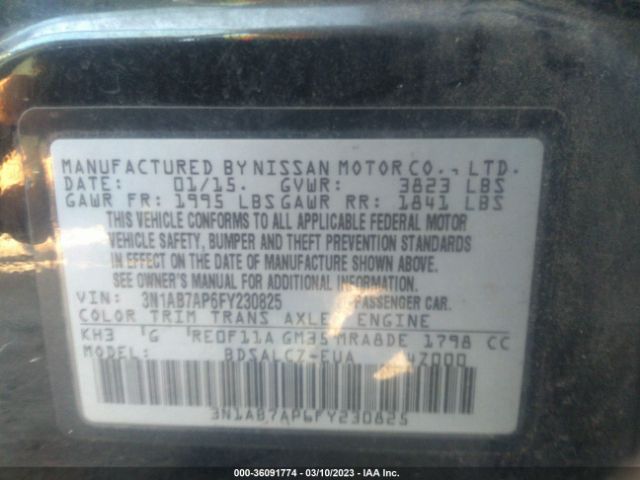 MANUFACTURED BY NISSAN MOTOR CO., LTD.
DATE: 01/15. GVWR: 3823 LBS
GAWR FR: 1995 LBS GAWR RR: 1841 LBS
THIS VEHICLE CONFORMS TO ALL APPLICABLE FEDERAL MOTOR
VEHICLE SAFETY, BUMPER AND THEFT PREVENTION STANDARDS
IN EFFECT ON THE DATE OF MANUFACTURE SHOWN ABOVE.
SEE OWNER'S MANUAL FOR ADDITIONAL INFORMATION.
VIN: 3N1AB7AP6FY230825 PASSENGER CAR.
COLOR TRIM TRANS AXLE ENGINE
KH3 G RE0F11A GM35 MRA8DE 1798 CC
MODEL: BDSALCZ-EUA
3N1AB7AP6FY230825
000-36091774 - 03/10/2023 - IAA Inc.